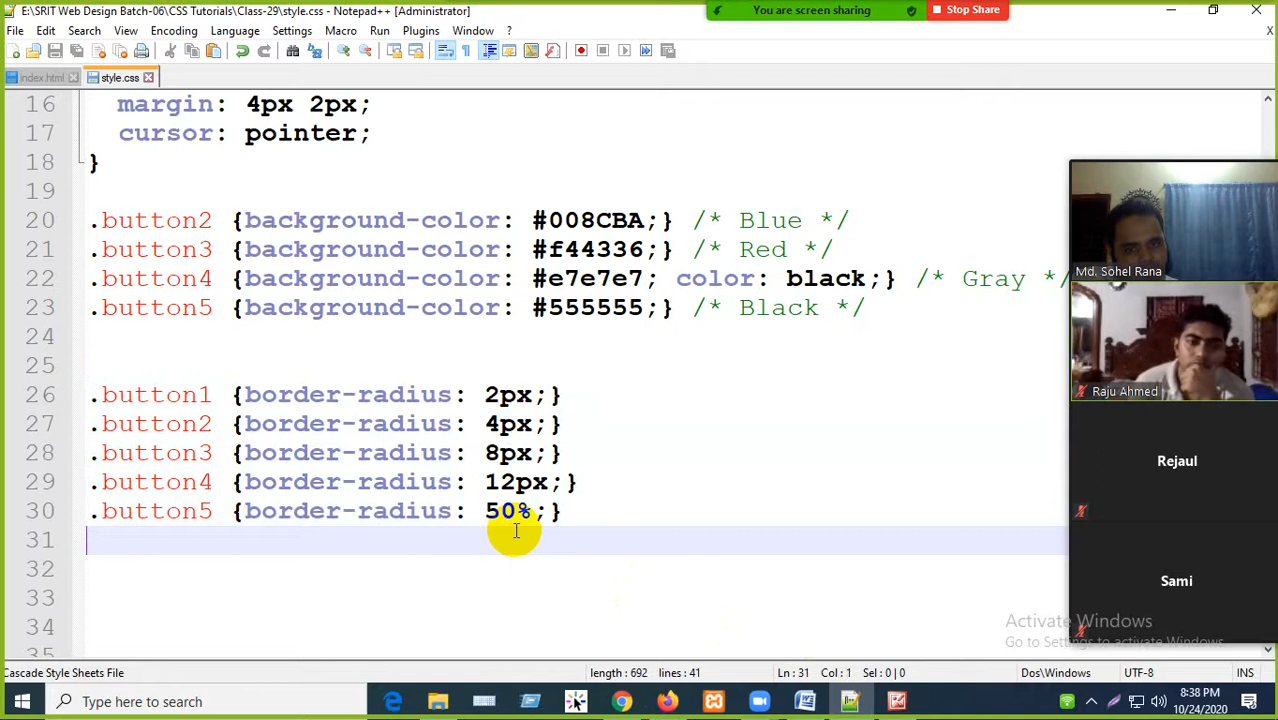 E:\SRIT Web Design Batch-06\CSS Tutorials\Class-29\style.css - Notepad++ [Administrator]
You are screen sharing
Stop Share
File Edit Search View Encoding Language Settings Macro Run Plugins Window ?
X
index.html
style.css
16 margin: 4px 2px;
17 cursor: pointer;
18 }
19
20 .button2 {background-color: #008CBA;} /* Blue */
21 .button3 {background-color: #f44336;} /* Red */
22 .button4 {background-color: #e7e7e7; color: black;} /* Gray */
23 .button5 {background-color: #555555;} /* Black */
24
25
26 .button1 {border-radius: 2px;}
27 .button2 {border-radius: 4px;}
28 .button3 {border-radius: 8px;}
29 .button4 {border-radius: 12px;}
30 .button5 {border-radius: 50%;}
31
32
33
34
35
Md. Sohel Rana
Raju Ahmed
Rejaul
Sami
Activate Windows
Go to Settings to activate Windows.
Cascade Style Sheets File
length : 692 lines : 41
Ln : 31 Col : 1 Sel : 0 | 0
Dos\Windows
UTF-8
INS
Type here to search
8:38 PM
10/24/2020